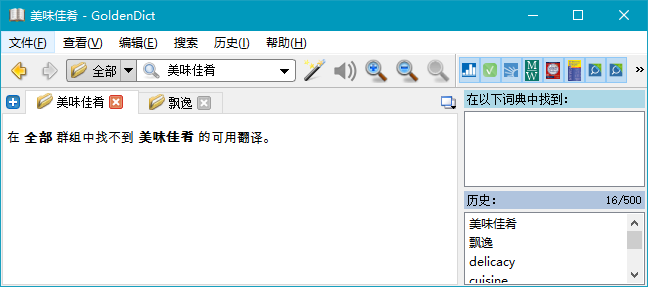 美味佳肴 - GoldenDict
文件(F) 查看(V) 编辑(E) 搜索 历史(I) 帮助(H)
全部 美味佳肴
MW
美味佳肴 飘逸
在 全部 群组中找不到 美味佳肴 的可用翻译。
在以下词典中找到:
历史: 16/500
美味佳肴
飘逸
delicacy
cuisine